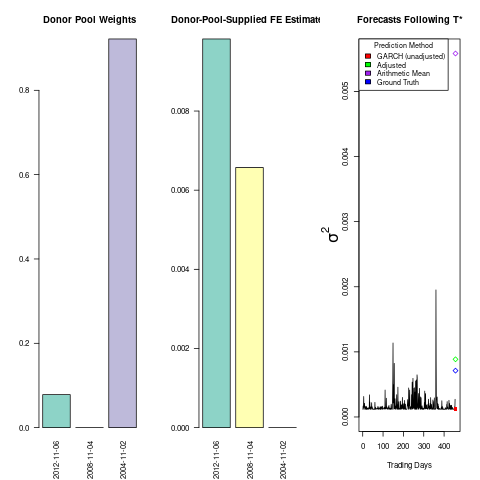 Donor Pool Weights
0.0
0.2
0.4
0.6
0.8
2012-11-06
2008-11-04
2004-11-02
Donor-Pool-Supplied FE Estimate
0.000
0.002
0.004
0.006
0.008
2012-11-06
2008-11-04
2004-11-02
Forecasts Following T*
Prediction Method
GARCH (unadjusted)
Adjusted
Arithmetic Mean
Ground Truth
σ²
0.000
0.001
0.002
0.003
0.004
0.005
0
100
200
300
400
Trading Days